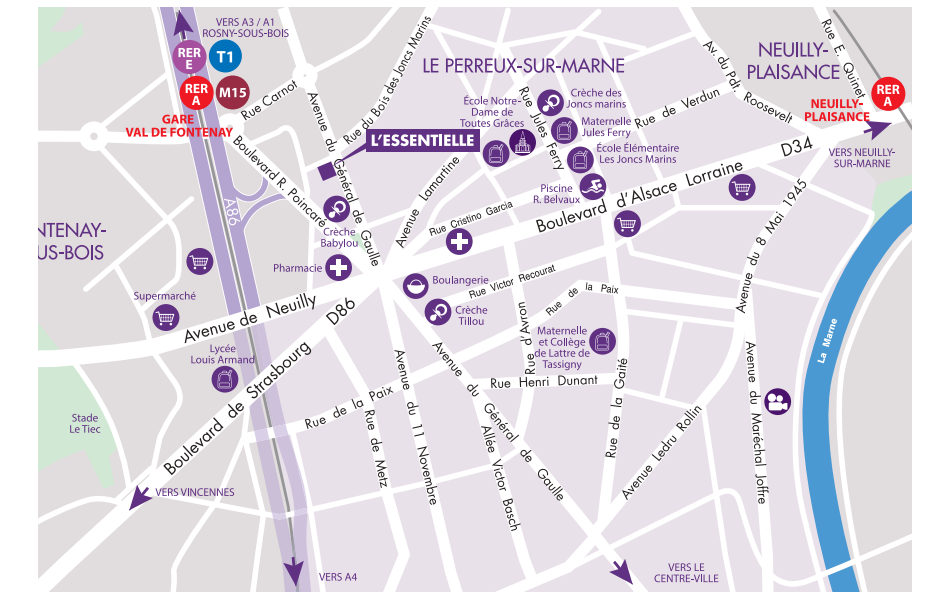 VERS A3 / A1
ROSNY-SOUS-BOIS
RER
E
T1
RER
A
M15
GARE
VAL DE FONTENAY
Rue Carnot
Avenue du Général de Gaulle
Rue du Bois des Joncs Marins
LE PERREUX-SUR-MARNE
NEUILLY-
PLAISANCE
Rue E. Quinet
Av. du Pdt. Roosevelt
RER
A
NEUILLY-
PLAISANCE
VERS NEUILLY-
SUR-MARNE
Crèche des
Joncs marins
École Notre-
Dame de
Toutes Grâces
Rue Jules Ferry
Maternelle
Jules Ferry
Rue de Verdun
École Élémentaire
Les Joncs Marins
L'ESSENTIELLE
D34
Boulevard R. Poincaré
Avenue Lamartine
Piscine
R. Belvaux
Boulevard d'Alsace Lorraine
A86
Rue Cristino Garcia
Crèche
Babylou
NTENAY-
US-BOIS
Pharmacie
Boulangerie
Rue Victor Recourat
Avenue du 8 Mai 1945
Supermarché
Avenue de Neuilly
D86
Crèche
Tillou
Rue de la Paix
Rue d'Avron
Maternelle
et Collège
de Lattre de
Tassigny
La Marne
Lycée
Louis Armand
Boulevard de Strasbourg
Rue Henri Dunant
Rue de la Gaité
Rue de la Paix
Rue de Metz
Avenue du 11 Novembre
Avenue du Général de Gaulle
Allée Victor Basch
Avenue Ledru Rollin
Avenue du Maréchal Joffre
Stade
Le Tiec
VERS VINCENNES
VERS A4
VERS LE
CENTRE-VILLE